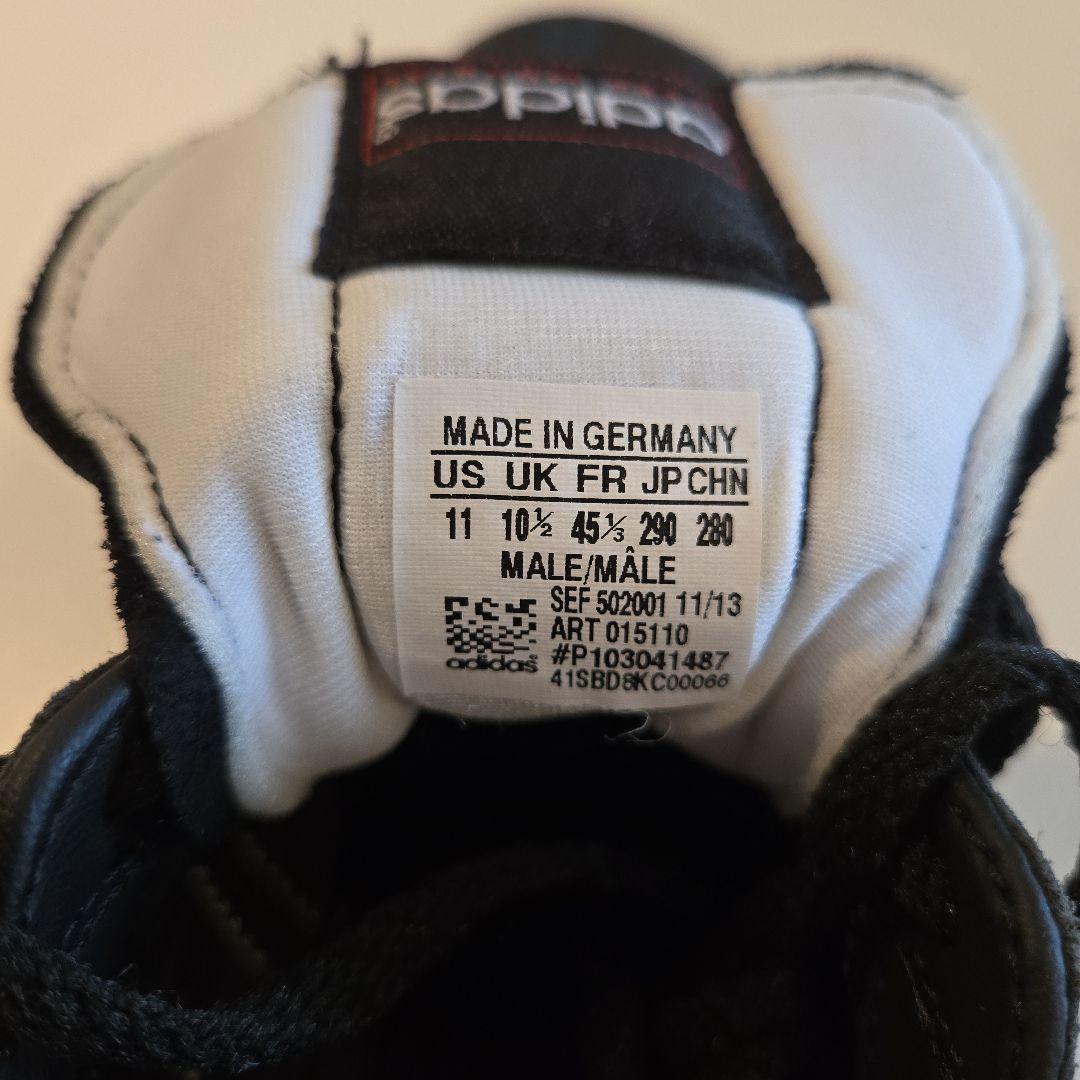 adidas
MADE IN GERMANY
US UK FR JP CHN
11 10½ 45⅓ 290 280
MALE/MÂLE
SEF 502001 11/13
ART 015110
#P103041487
41SBD8KC00066
adidas